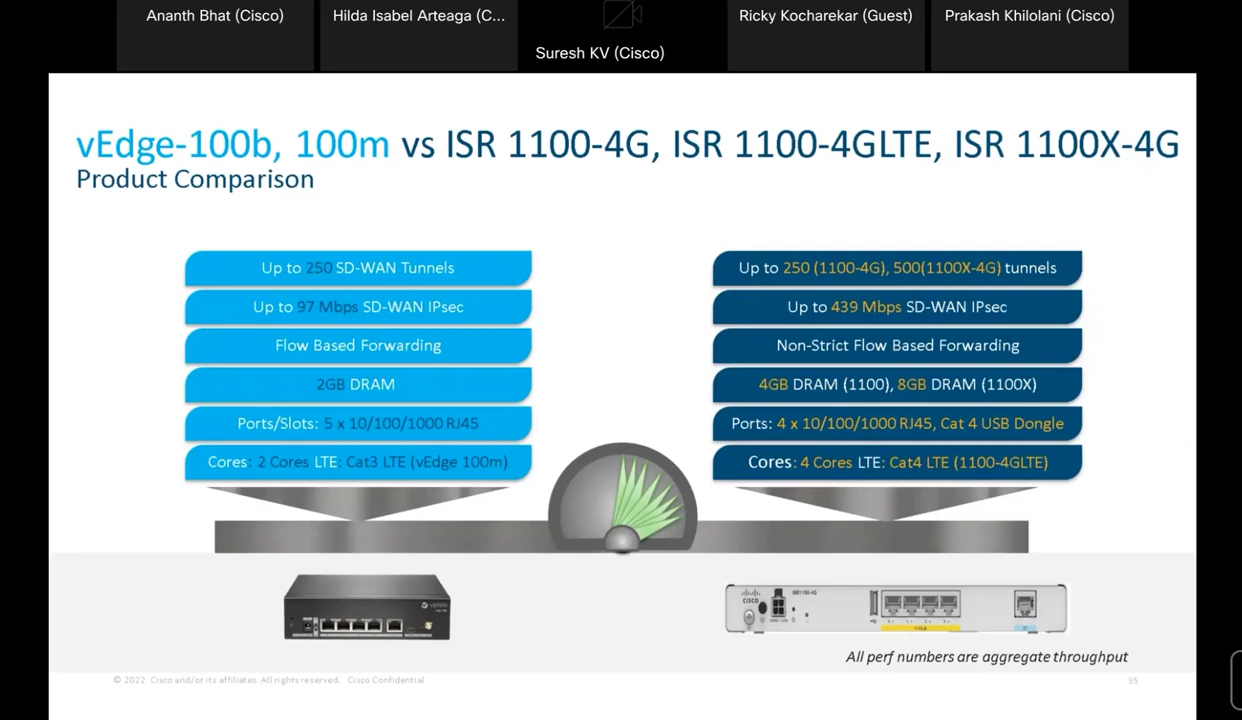 Ananth Bhat (Cisco)
Hilda Isabel Arteaga (C...
Suresh KV (Cisco)
Ricky Kocharekar (Guest)
Prakash Khilolani (Cisco)
vEdge-100b, 100m vs ISR 1100-4G, ISR 1100-4GLTE, ISR 1100X-4G
Product Comparison
Up to 250 SD-WAN Tunnels
Up to 97 Mbps SD-WAN IPsec
Flow Based Forwarding
2GB DRAM
Ports/Slots: 5 x 10/100/1000 RJ45
Cores: 2 Cores LTE: Cat3 LTE (vEdge 100m)
Up to 250 (1100-4G), 500(1100X-4G) tunnels
Up to 439 Mbps SD-WAN IPsec
Non-Strict Flow Based Forwarding
4GB DRAM (1100), 8GB DRAM (1100X)
Ports: 4 x 10/100/1000 RJ45, Cat 4 USB Dongle
Cores: 4 Cores LTE: Cat4 LTE (1100-4GLTE)
viptela
CISCO
ISR1100-4G
All perf numbers are aggregate throughput
© 2022 Cisco and/or its affiliates. All rights reserved. Cisco Confidential
35